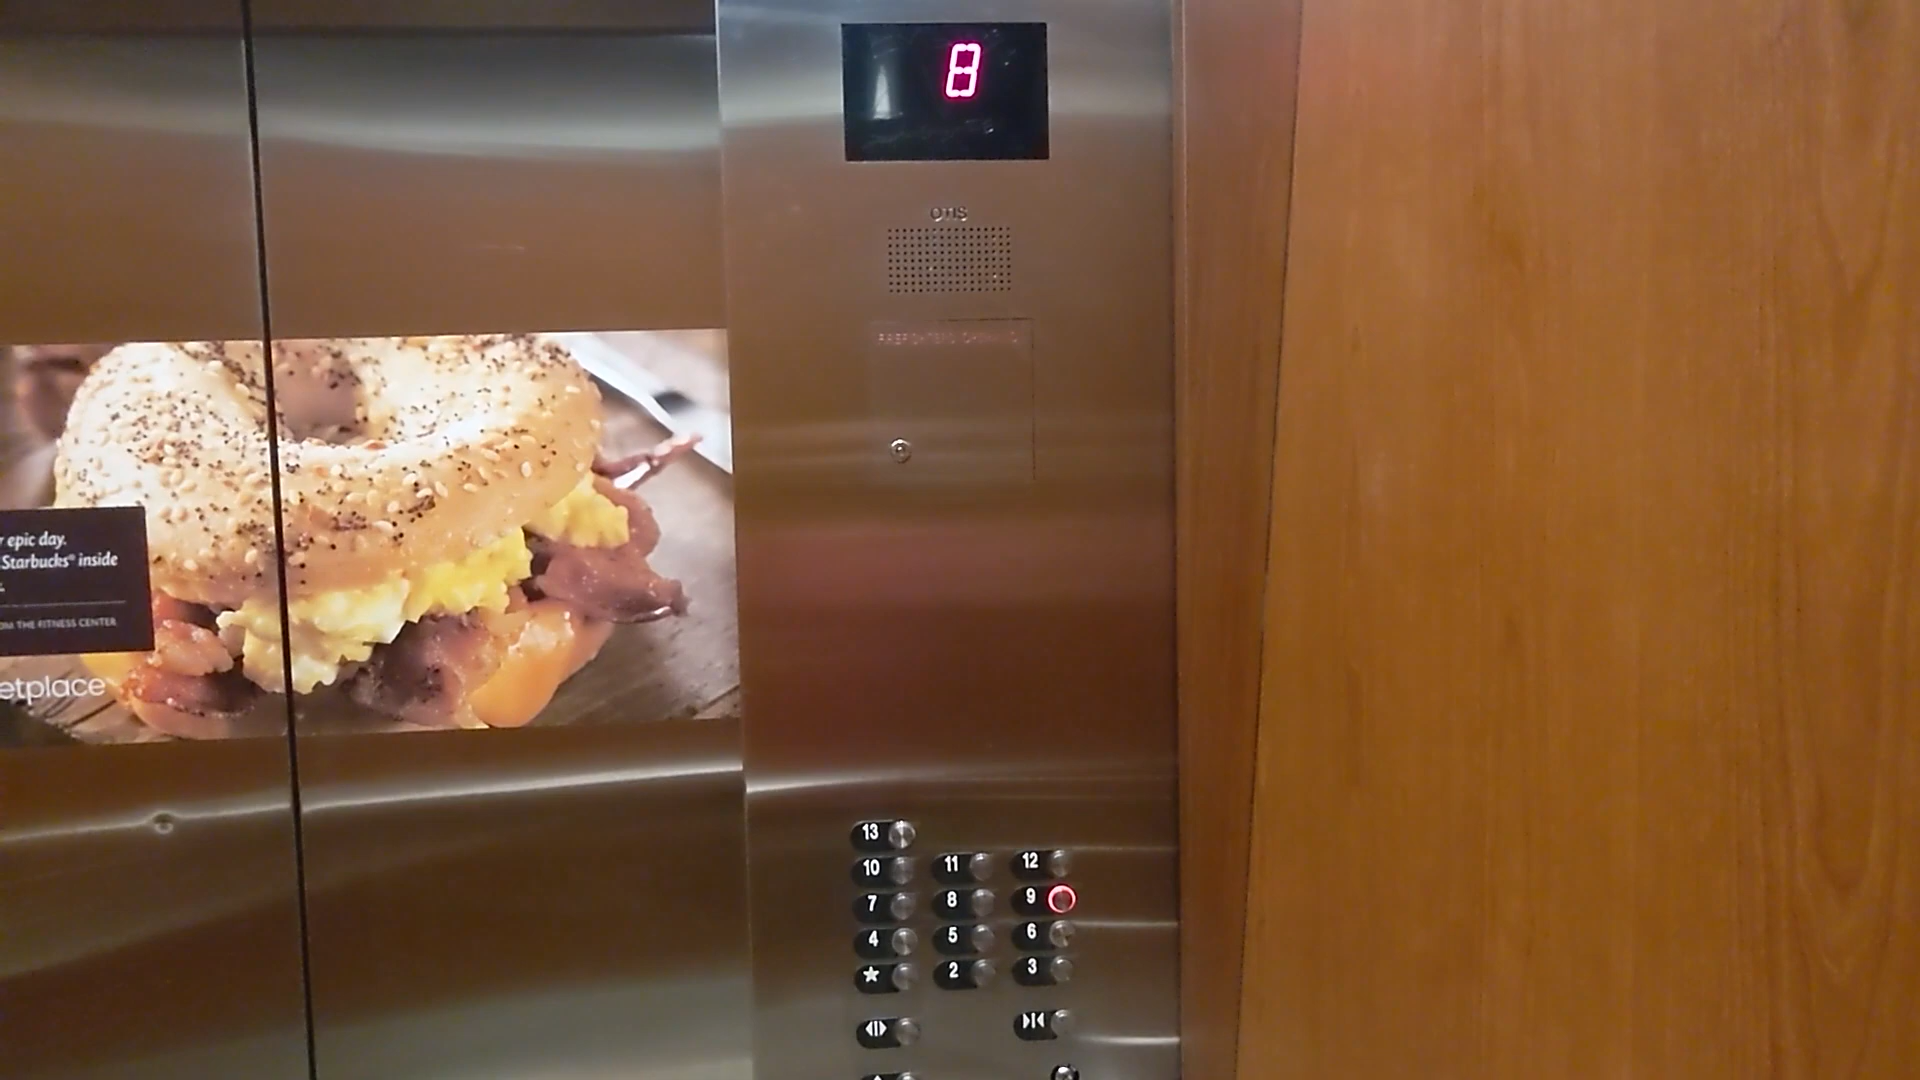 8
OTIS
r epic day.
Starbucks® inside
OM THE FITNESS CENTER
etplace
13
10 11 12
7 8 9
4 5 6
★ 2 3